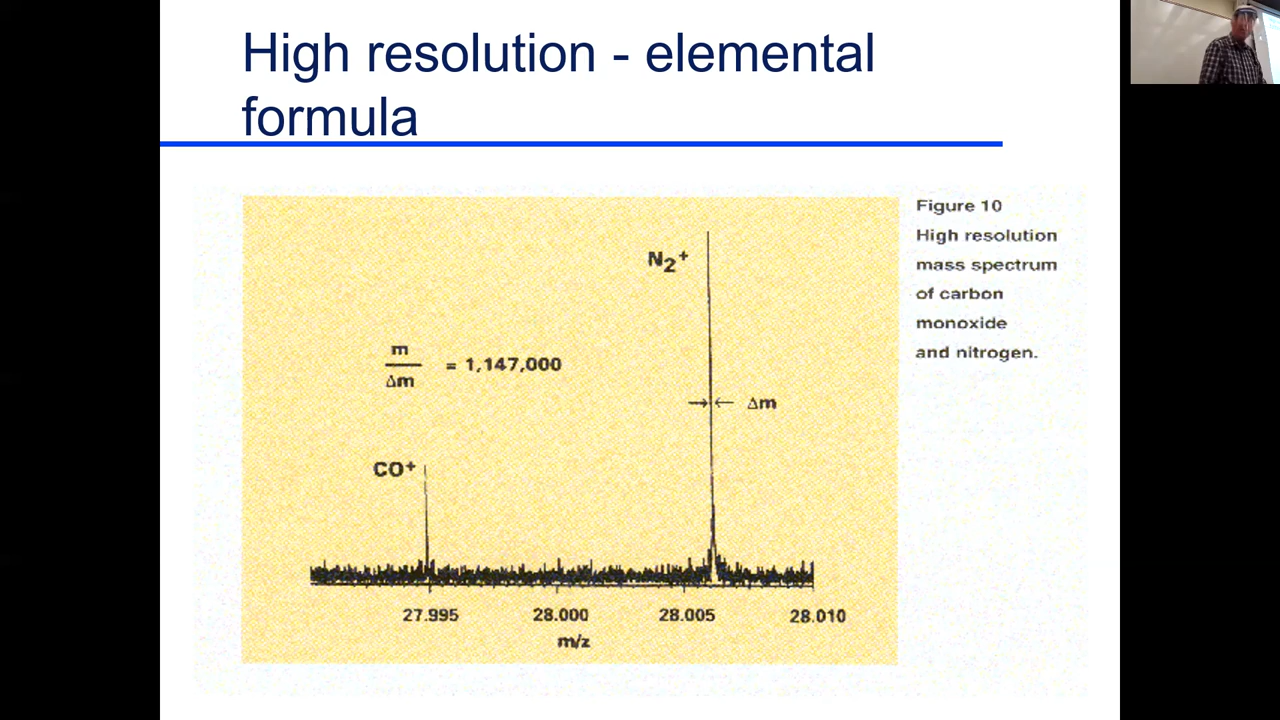 High resolution - elemental
formula
Figure 10
High resolution
mass spectrum
of carbon
monoxide
and nitrogen.
N₂⁺
m
Δm
= 1,147,000
Δm
CO⁺
27.995 28.000 28.005 28.010
m/z